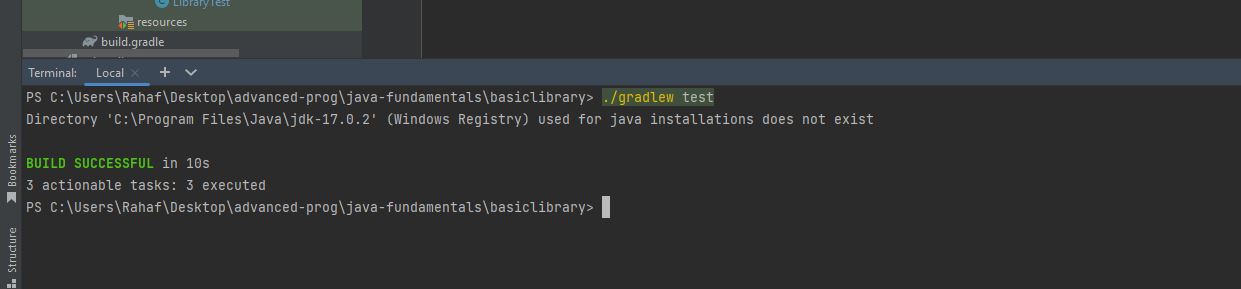 LibraryTest
resources
build.gradle
Terminal: Local × + 
PS C:\Users\Rahaf\Desktop\advanced-prog\java-fundamentals\basiclibrary> ./gradlew test
Directory 'C:\Program Files\Java\jdk-17.0.2' (Windows Registry) used for java installations does not exist
BUILD SUCCESSFUL in 10s
3 actionable tasks: 3 executed
PS C:\Users\Rahaf\Desktop\advanced-prog\java-fundamentals\basiclibrary>
Bookmarks
Structure